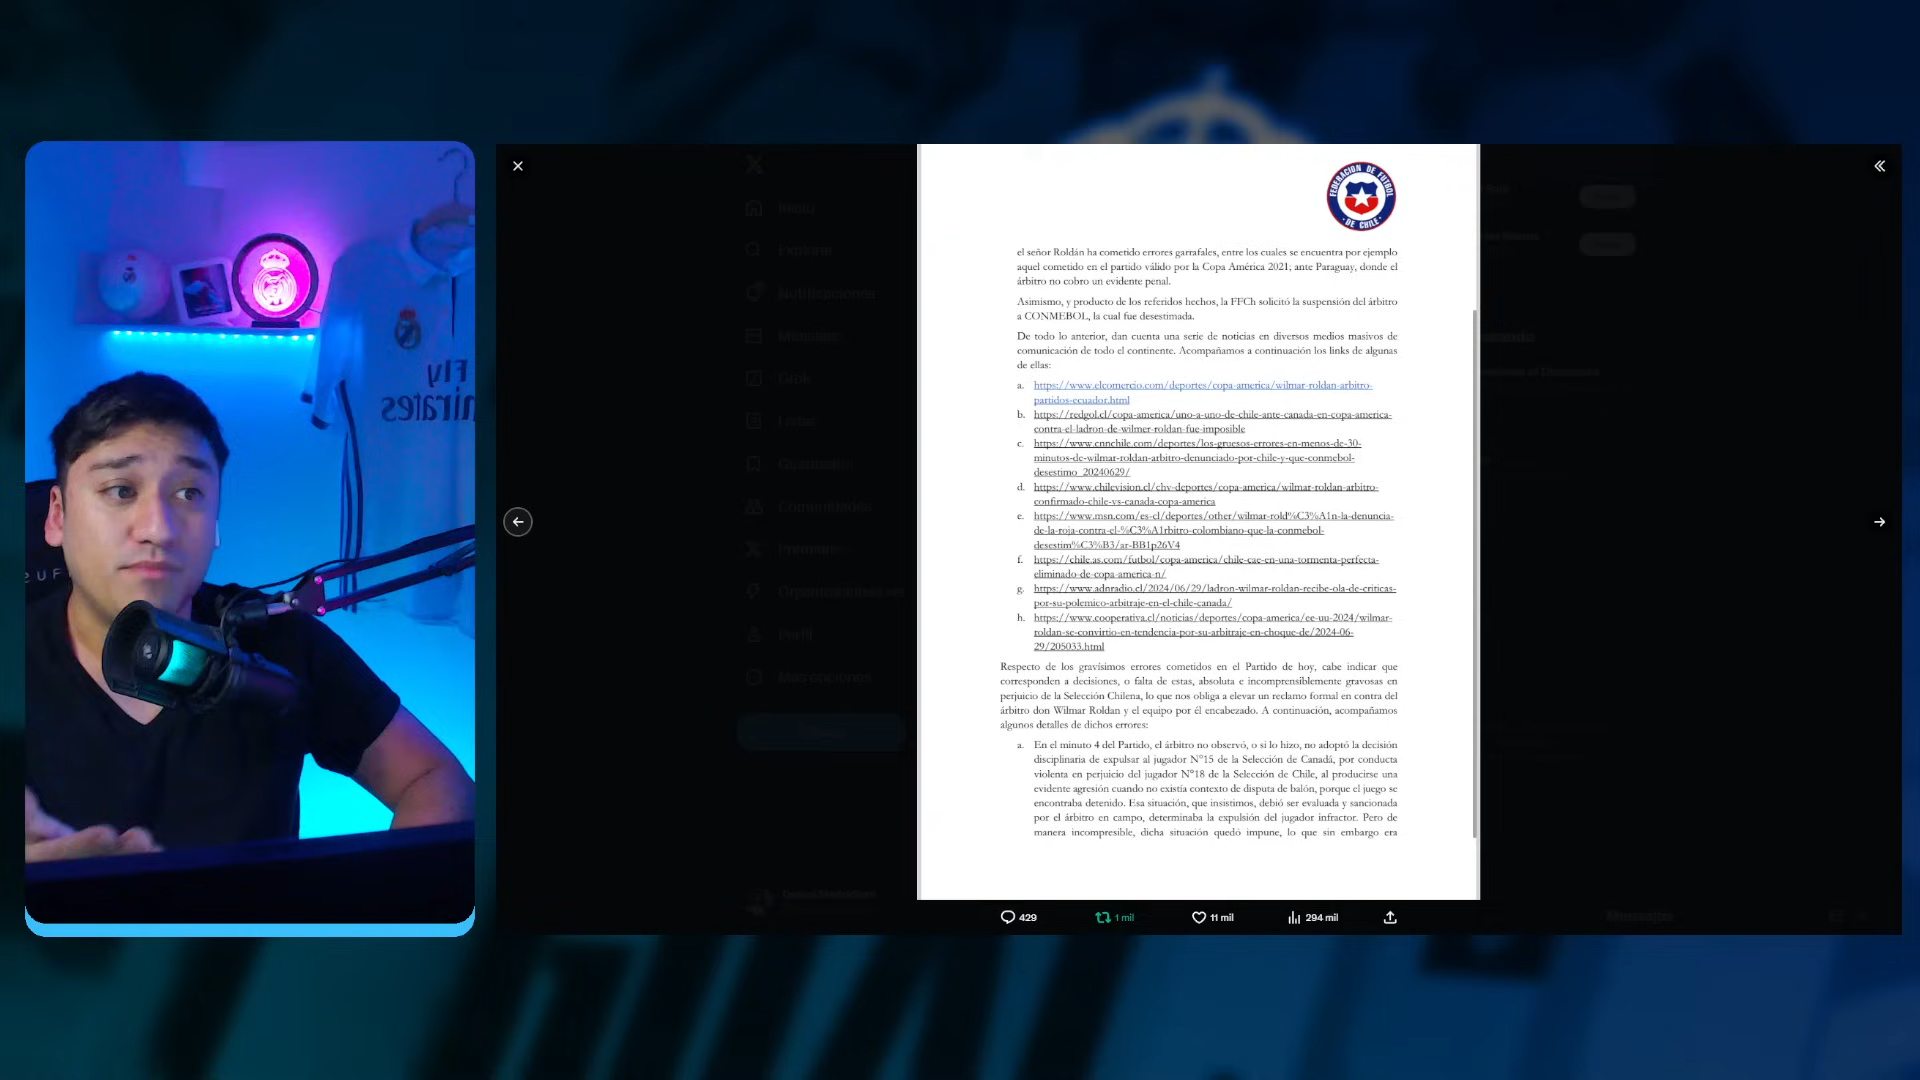 FEDERACION DE FUTBOL
DE CHILE
el señor Roldán ha cometido errores garrafales, entre los cuales se encuentra por ejemplo
aquel cometido en el partido válido por la Copa América 2021; ante Paraguay, donde el
árbitro no cobro un evidente penal.
Asimismo, y producto de los referidos hechos, la FFCh solicitó la suspensión del árbitro
a CONMEBOL, la cual fue desestimada.
De todo lo anterior, dan cuenta una serie de noticias en diversos medios masivos de
comunicación de todo el continente. Acompañamos a continuación los links de algunas
de ellas:
a. https://www.elcomercio.com/deportes/copa-america/wilmar-roldan-arbitro-
partidos-ecuador.html
b. https://redgol.cl/copa-america/uno-a-uno-de-chile-ante-canada-en-copa-america-
contra-el-ladron-de-wilmer-roldan-fue-imposible
c. https://www.cnnchile.com/deportes/los-gruesos-errores-en-menos-de-30-
minutos-de-wilmar-roldan-arbitro-denunciado-por-chile-y-que-conmebol-
desestimo_20240629/
d. https://www.chilevision.cl/chv-deportes/copa-america/wilmar-roldan-arbitro-
confirmado-chile-vs-canada-copa-america
e. https://www.msn.com/es-cl/deportes/other/wilmar-rold%C3%A1n-la-denuncia-
de-la-roja-contra-el-%C3%A1rbitro-colombiano-que-la-conmebol-
desestim%C3%B3/ar-BB1p26V4
f. https://chile.as.com/futbol/copa-america/chile-cae-en-una-tormenta-perfecta-
eliminado-de-copa-america-n/
g. https://www.adnradio.cl/2024/06/29/ladron-wilmar-roldan-recibe-ola-de-criticas-
por-su-polemico-arbitraje-en-el-chile-canada/
h. https://www.cooperativa.cl/noticias/deportes/copa-america/ee-uu-2024/wilmar-
roldan-se-convirtio-en-tendencia-por-su-arbitraje-en-choque-de/2024-06-
29/205033.html
Respecto de los gravísimos errores cometidos en el Partido de hoy, cabe indicar que
corresponden a decisiones, o falta de estas, absoluta e incomprensiblemente gravosas en
perjuicio de la Selección Chilena, lo que nos obliga a elevar un reclamo formal en contra del
árbitro don Wilmar Roldan y el equipo por él encabezado. A continuación, acompañamos
algunos detalles de dichos errores:
a. En el minuto 4 del Partido, el árbitro no observó, o si lo hizo, no adoptó la decisión
disciplinaria de expulsar al jugador N°15 de la Selección de Canadá, por conducta
violenta en perjuicio del jugador N°18 de la Selección de Chile, al producirse una
evidente agresión cuando no existía contexto de disputa de balón, porque el juego se
encontraba detenido. Esa situación, que insistimos, debió ser evaluada y sancionada
por el árbitro en campo, determinaba la expulsión del jugador infractor. Pero de
manera incompresible, dicha situación quedó impune, lo que sin embargo era
429 1 mil 11 mil 294 mil
Inicio
Explorar
Notificaciones
Mensajes
Grok
Listas
Guardados
Comunidades
Premium
Perfil
Más opciones
Mensajes
Fly
Emirates